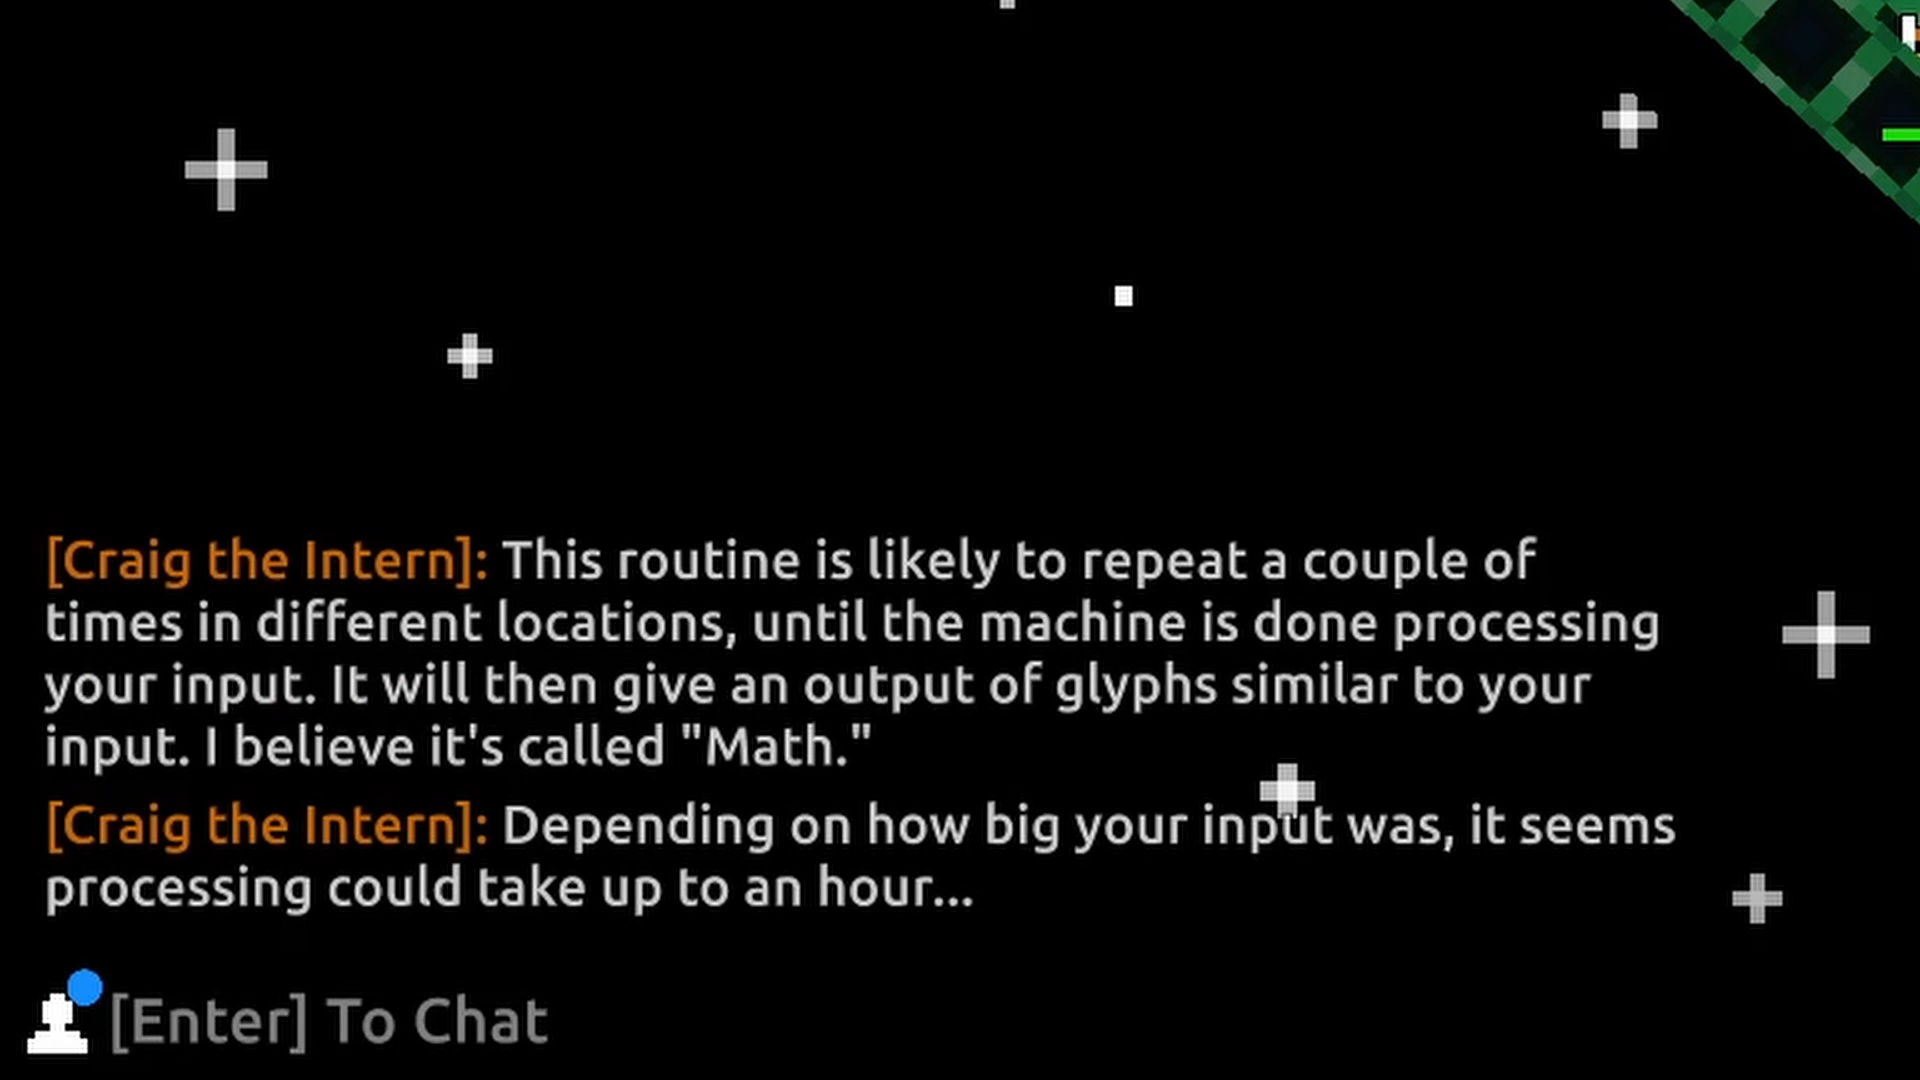 [Craig the Intern]: This routine is likely to repeat a couple of
times in different locations, until the machine is done processing
your input. It will then give an output of glyphs similar to your
input. I believe it's called "Math."
[Craig the Intern]: Depending on how big your input was, it seems
processing could take up to an hour...
[Enter] To Chat